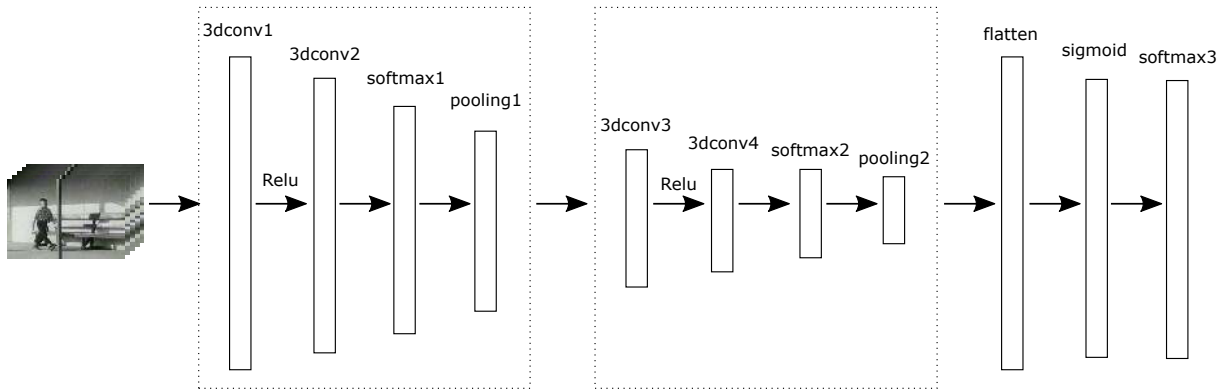 3dconv1
3dconv2
softmax1
pooling1
Relu
3dconv3
3dconv4
softmax2
pooling2
Relu
flatten
sigmoid
softmax3